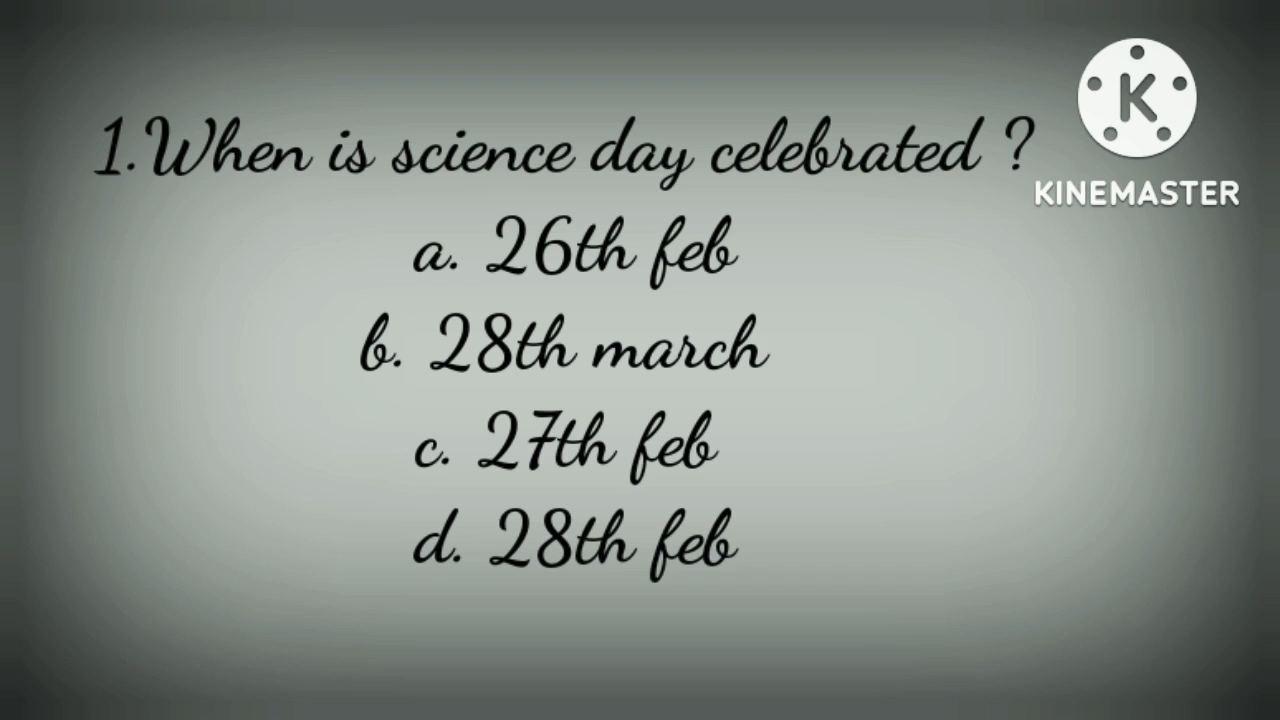 1.When is science day celebrated ?
a. 26th feb
b. 28th march
c. 27th feb
d. 28th feb
K
KINEMASTER